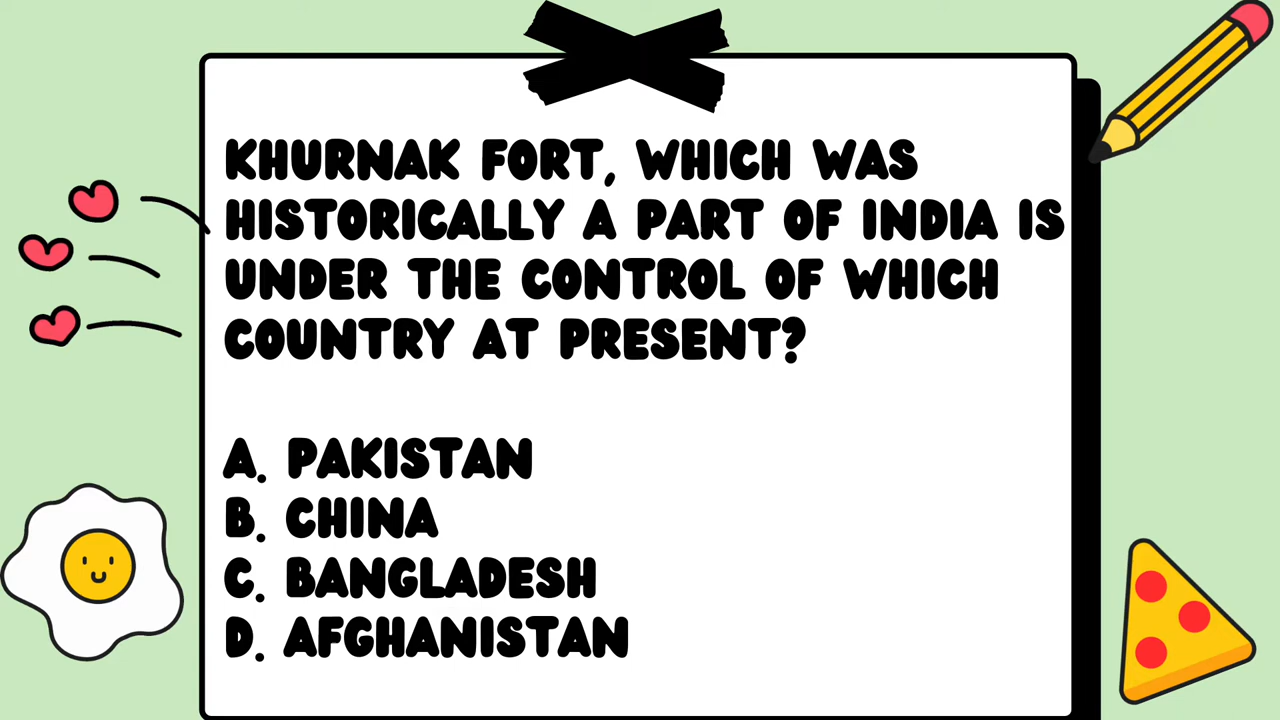 KHURNAK FORT, WHICH WAS
HISTORICALLY A PART OF INDIA IS
UNDER THE CONTROL OF WHICH
COUNTRY AT PRESENT?
A. PAKISTAN
B. CHINA
C. BANGLADESH
D. AFGHANISTAN